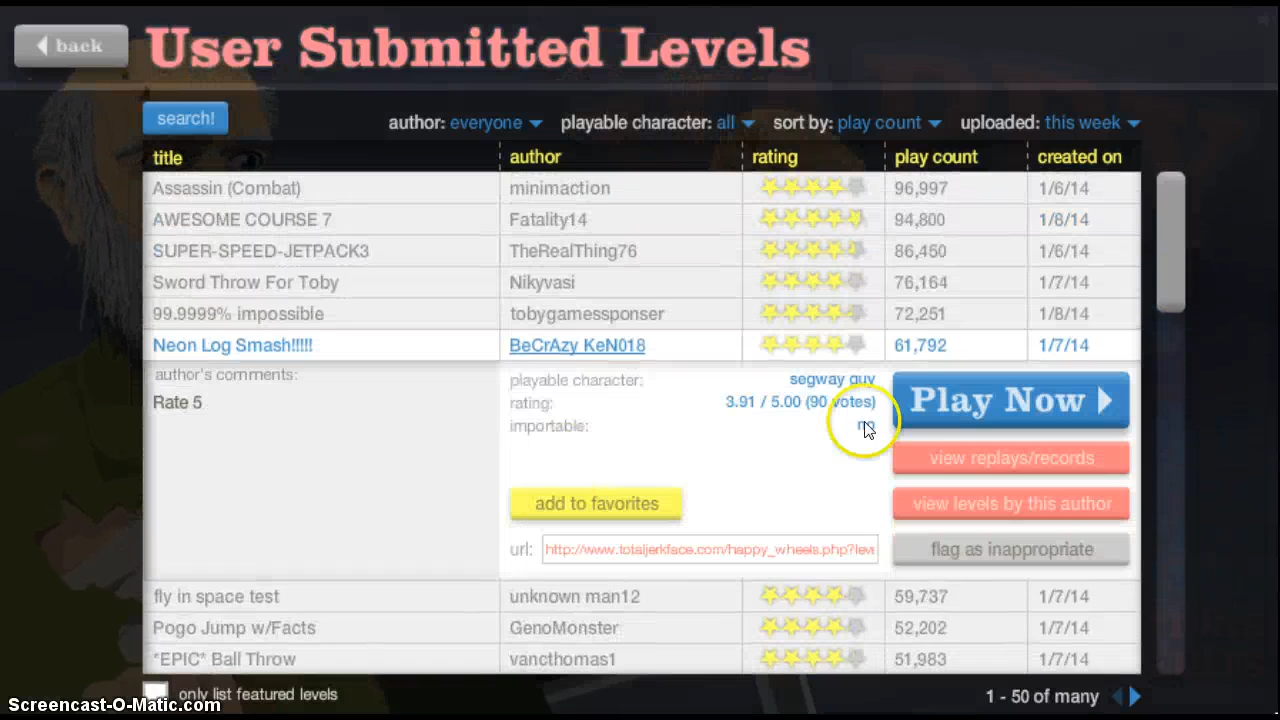 back
User Submitted Levels
search!
author: everyone playable character: all sort by: play count uploaded: this week
title author rating play count created on
Assassin (Combat) minimaction 96,997 1/6/14
AWESOME COURSE 7 Fatality14 94,800 1/8/14
SUPER-SPEED-JETPACK3 TheRealThing76 86,450 1/6/14
Sword Throw For Toby Nikyvasi 76,164 1/7/14
99.9999% impossible tobygamessponser 72,251 1/8/14
Neon Log Smash!!!!! BeCrAzy KeN018 61,792 1/7/14
author's comments:
Rate 5
playable character: segway guy
rating: 3.91 / 5.00 (90 votes)
importable: no
Play Now
view replays/records
add to favorites
view levels by this author
url: http://www.totaljerkface.com/happy_wheels.php?lev
flag as inappropriate
fly in space test unknown man12 59,737 1/7/14
Pogo Jump w/Facts GenoMonster 52,202 1/7/14
*EPIC* Ball Throw vancthomas1 51,983 1/7/14
only list featured levels
1 - 50 of many
Screencast-O-Matic.com